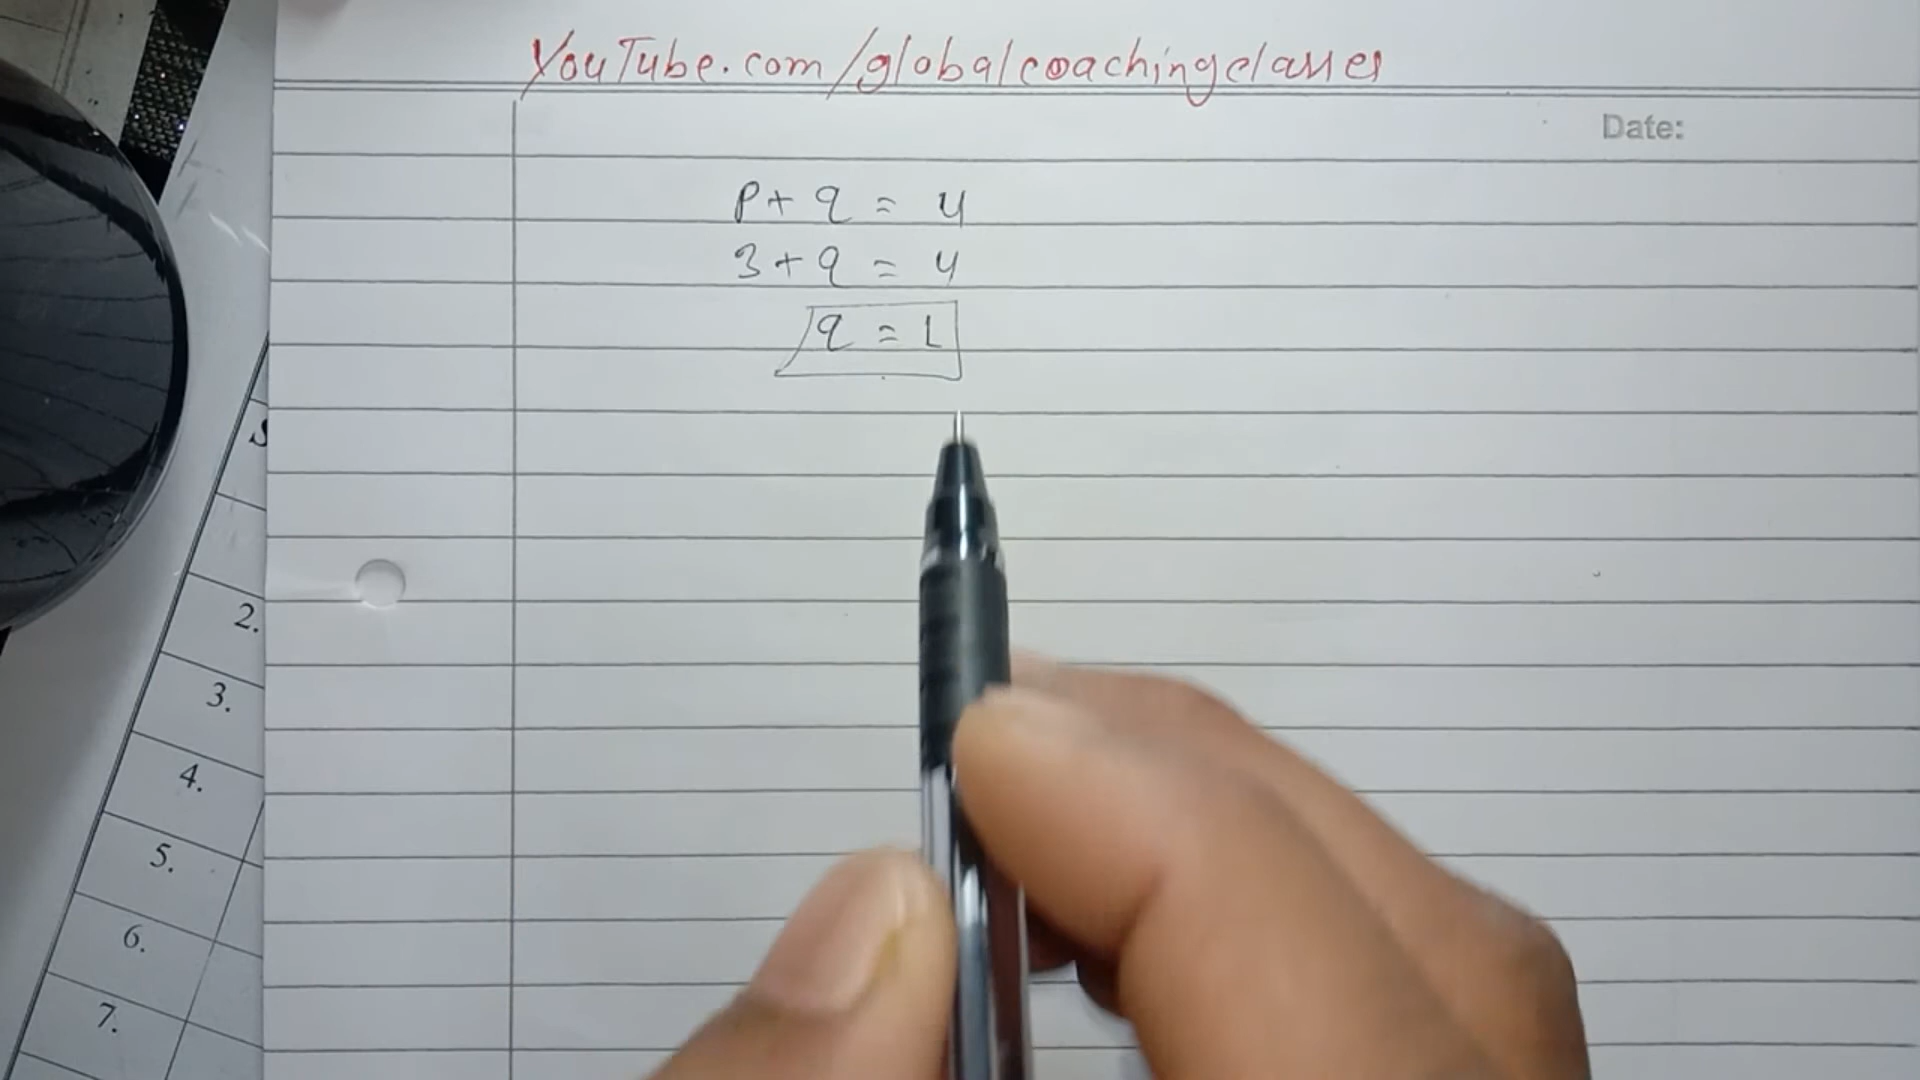 YouTube.com/globalcoachingclasses
Date:
p + q = 4
3 + q = 4
q = 1
2.
3.
4.
5.
6.
7.